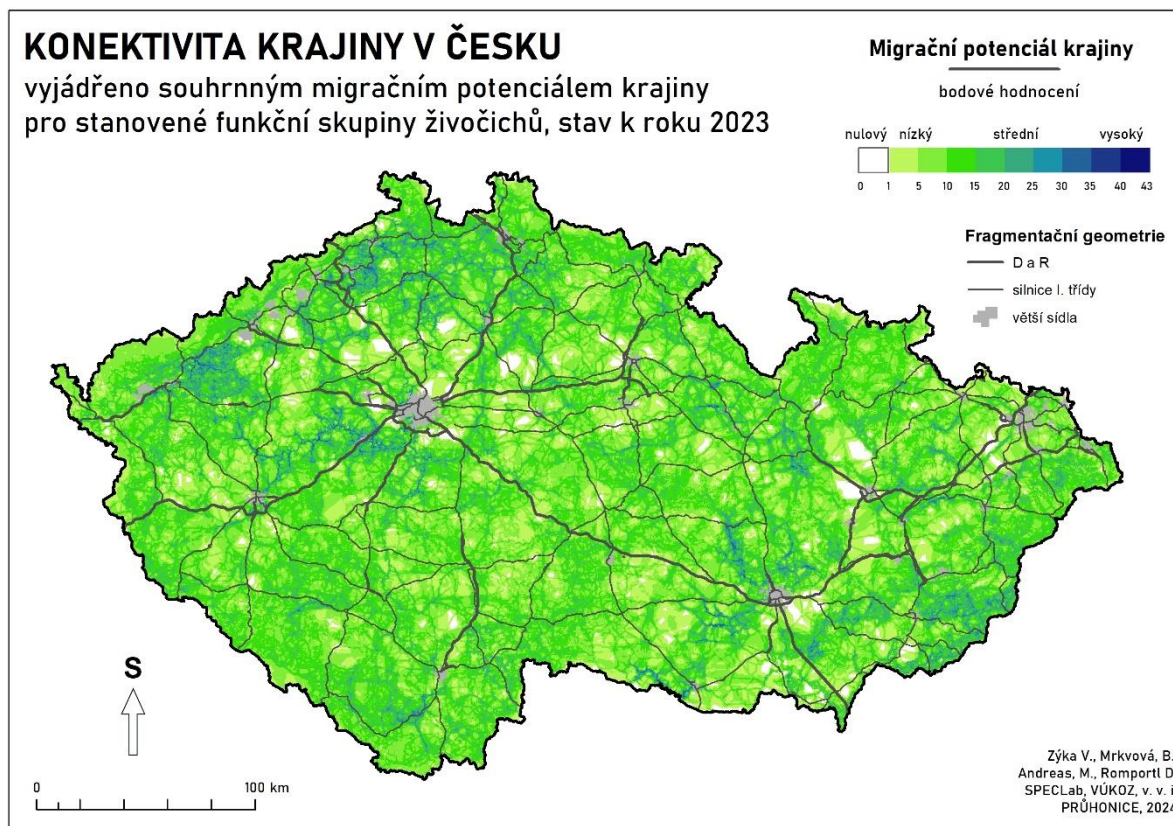 KONEKTIVITA KRAJINY V ČESKU
vyjádřeno souhrnným migračním potenciálem krajiny
pro stanovené funkční skupiny živočichů, stav k roku 2023
Migrační potenciál krajiny
bodové hodnocení
nulový nízký střední vysoký
0 1 5 10 15 20 25 30 35 40 43
Fragmentační geometrie
D a R
silnice I. třídy
větší sídla
S
0 100 km
Zýka V., Mrkvová, B.
Andreas, M., Romportl D
SPECLab, VÚKOZ, v. v. i
PRŮHONICE, 2024